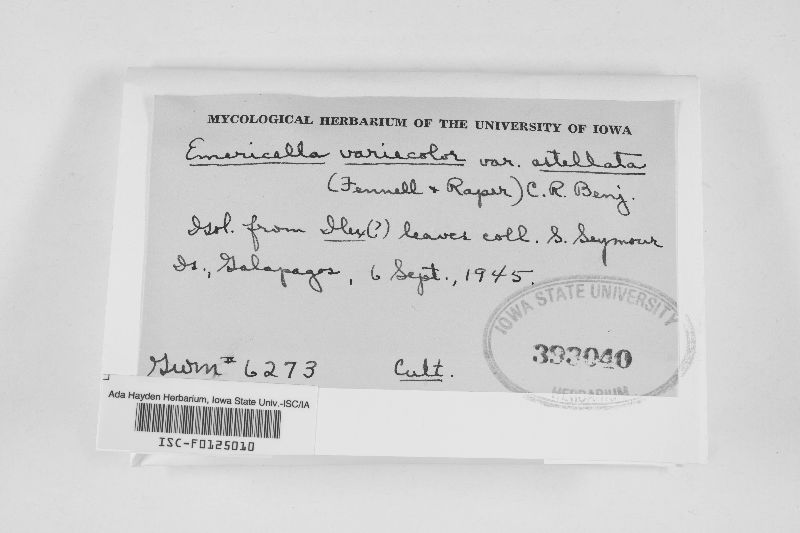 MYCOLOGICAL HERBARIUM OF THE UNIVERSITY OF IOWA
Emericella variecolor var. astellata
(Fennell & Raper) C. R. Benj.
Isol. from Ilex(?) leaves coll. S. Seymour
Is., Galapagos, 6 Sept., 1945.
IOWA STATE UNIVERSITY
393040
HERBARIUM
GWM # 6273 Cult.
Ada Hayden Herbarium, Iowa State Univ.-ISC/IA
ISC-F0125010